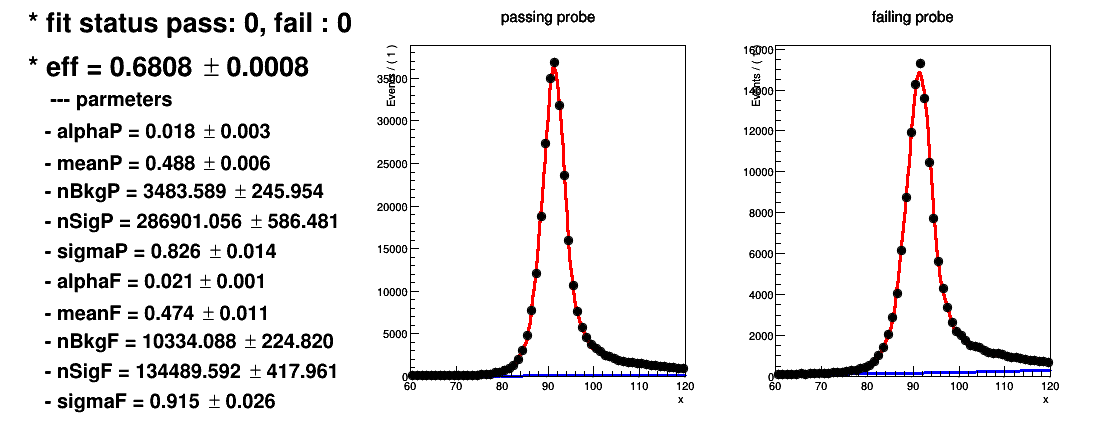 * fit status pass: 0, fail : 0
* eff = 0.6808 ± 0.0008
--- parmeters
- alphaP = 0.018 ± 0.003
- meanP = 0.488 ± 0.006
- nBkgP = 3483.589 ± 245.954
- nSigP = 286901.056 ± 586.481
- sigmaP = 0.826 ± 0.014
- alphaF = 0.021 ± 0.001
- meanF = 0.474 ± 0.011
- nBkgF = 10334.088 ± 224.820
- nSigF = 134489.592 ± 417.961
- sigmaF = 0.915 ± 0.026
passing probe
Events / ( 1 )
35000
30000
25000
20000
15000
10000
5000
0
60 70 80 90 100 110 120
x
failing probe
Events / ( 1 )
16000
14000
12000
10000
8000
6000
4000
2000
0
60 70 80 90 100 110 120
x